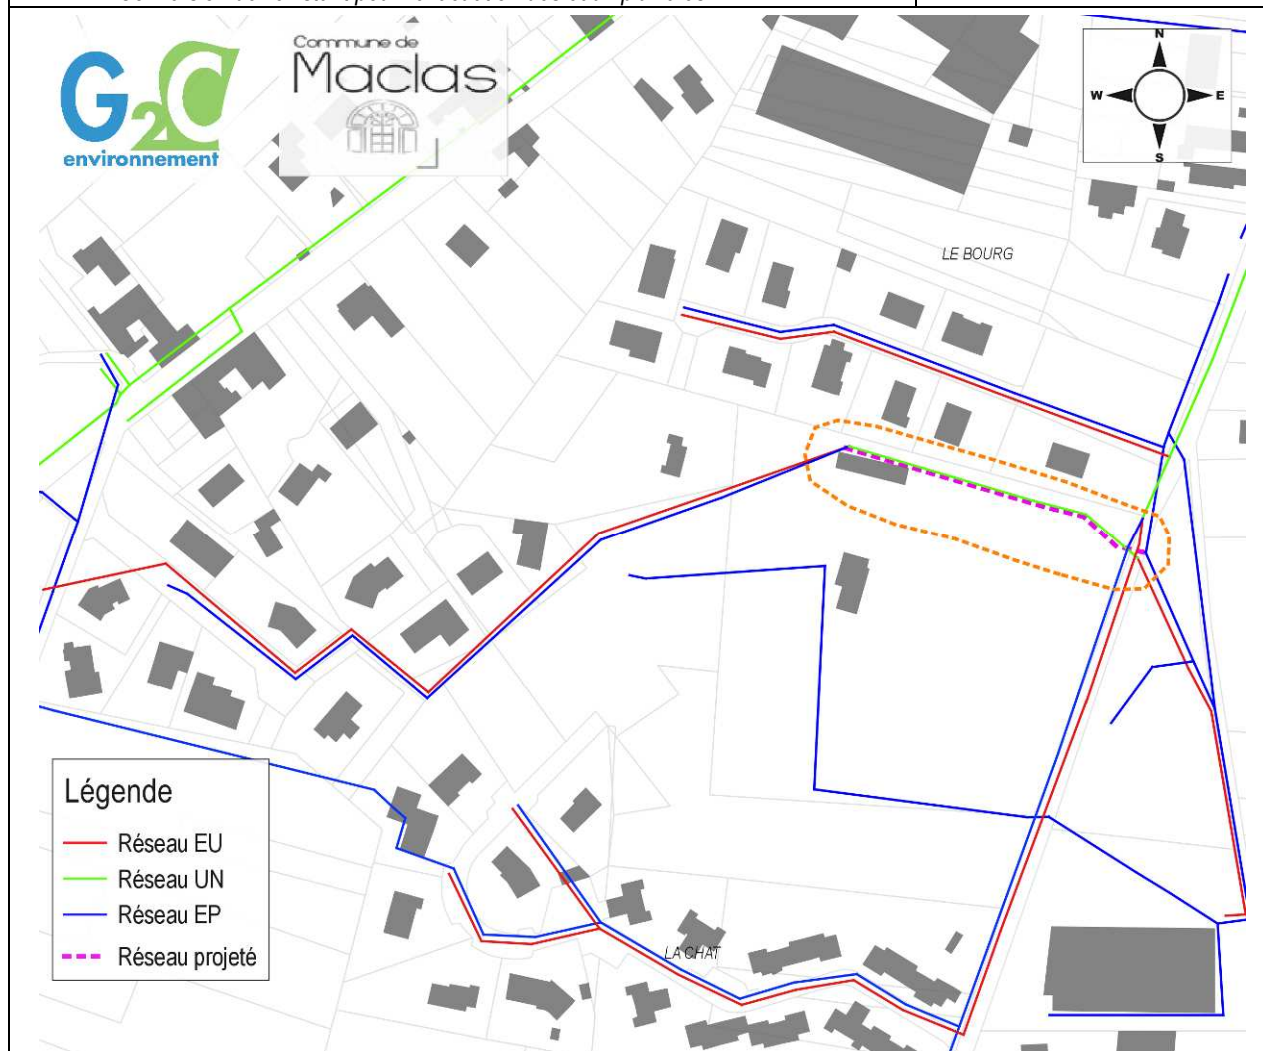 G2C
environnement
Commune de
Maclas
N
W
E
S
LE BOURG
LA CHAT
Légende
Réseau EU
Réseau UN
Réseau EP
Réseau projeté